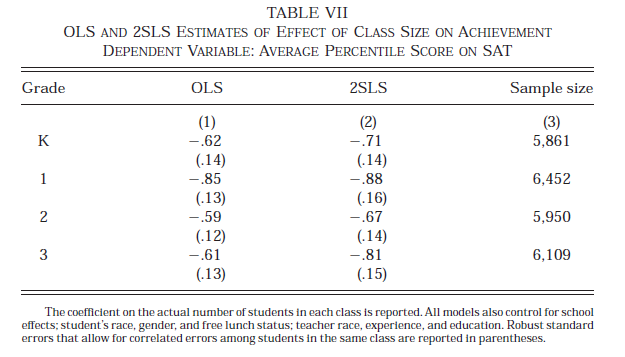 TABLE VII
OLS AND 2SLS ESTIMATES OF EFFECT OF CLASS SIZE ON ACHIEVEMENT
DEPENDENT VARIABLE: AVERAGE PERCENTILE SCORE ON SAT
Grade OLS 2SLS Sample size
(1) (2) (3)
K −.62 −.71 5,861
(.14) (.14)
1 −.85 −.88 6,452
(.13) (.16)
2 −.59 −.67 5,950
(.12) (.14)
3 −.61 −.81 6,109
(.13) (.15)
The coefficient on the actual number of students in each class is reported. All models also control for school
effects; student's race, gender, and free lunch status; teacher race, experience, and education. Robust standard
errors that allow for correlated errors among students in the same class are reported in parentheses.